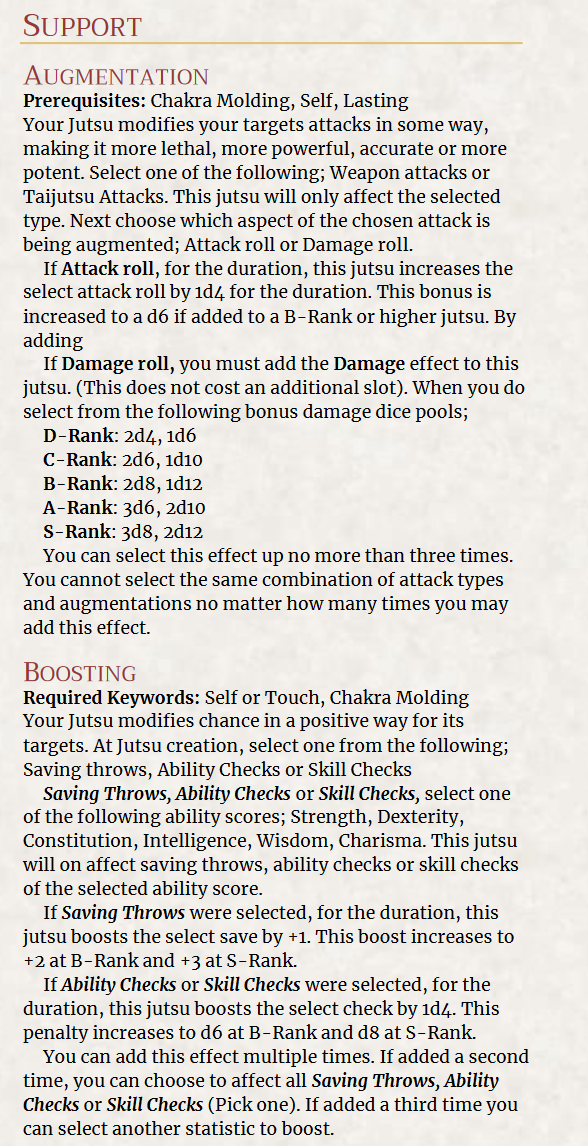 Support
Augmentation
Prerequisites: Chakra Molding, Self, Lasting
Your Jutsu modifies your targets attacks in some way,
making it more lethal, more powerful, accurate or more
potent. Select one of the following; Weapon attacks or
Taijutsu Attacks. This jutsu will only affect the selected
type. Next choose which aspect of the chosen attack is
being augmented; Attack roll or Damage roll.
If Attack roll, for the duration, this jutsu increases the
select attack roll by 1d4 for the duration. This bonus is
increased to a d6 if added to a B-Rank or higher jutsu. By
adding
If Damage roll, you must add the Damage effect to this
jutsu. (This does not cost an additional slot). When you do
select from the following bonus damage dice pools;
D-Rank: 2d4, 1d6
C-Rank: 2d6, 1d10
B-Rank: 2d8, 1d12
A-Rank: 3d6, 2d10
S-Rank: 3d8, 2d12
You can select this effect up no more than three times.
You cannot select the same combination of attack types
and augmentations no matter how many times you may
add this effect.
Boosting
Required Keywords: Self or Touch, Chakra Molding
Your Jutsu modifies chance in a positive way for its
targets. At Jutsu creation, select one from the following;
Saving throws, Ability Checks or Skill Checks
Saving Throws, Ability Checks or Skill Checks, select one
of the following ability scores; Strength, Dexterity,
Constitution, Intelligence, Wisdom, Charisma. This jutsu
will on affect saving throws, ability checks or skill checks
of the selected ability score.
If Saving Throws were selected, for the duration, this
jutsu boosts the select save by +1. This boost increases to
+2 at B-Rank and +3 at S-Rank.
If Ability Checks or Skill Checks were selected, for the
duration, this jutsu boosts the select check by 1d4. This
penalty increases to d6 at B-Rank and d8 at S-Rank.
You can add this effect multiple times. If added a second
time, you can choose to affect all Saving Throws, Ability
Checks or Skill Checks (Pick one). If added a third time you
can select another statistic to boost.